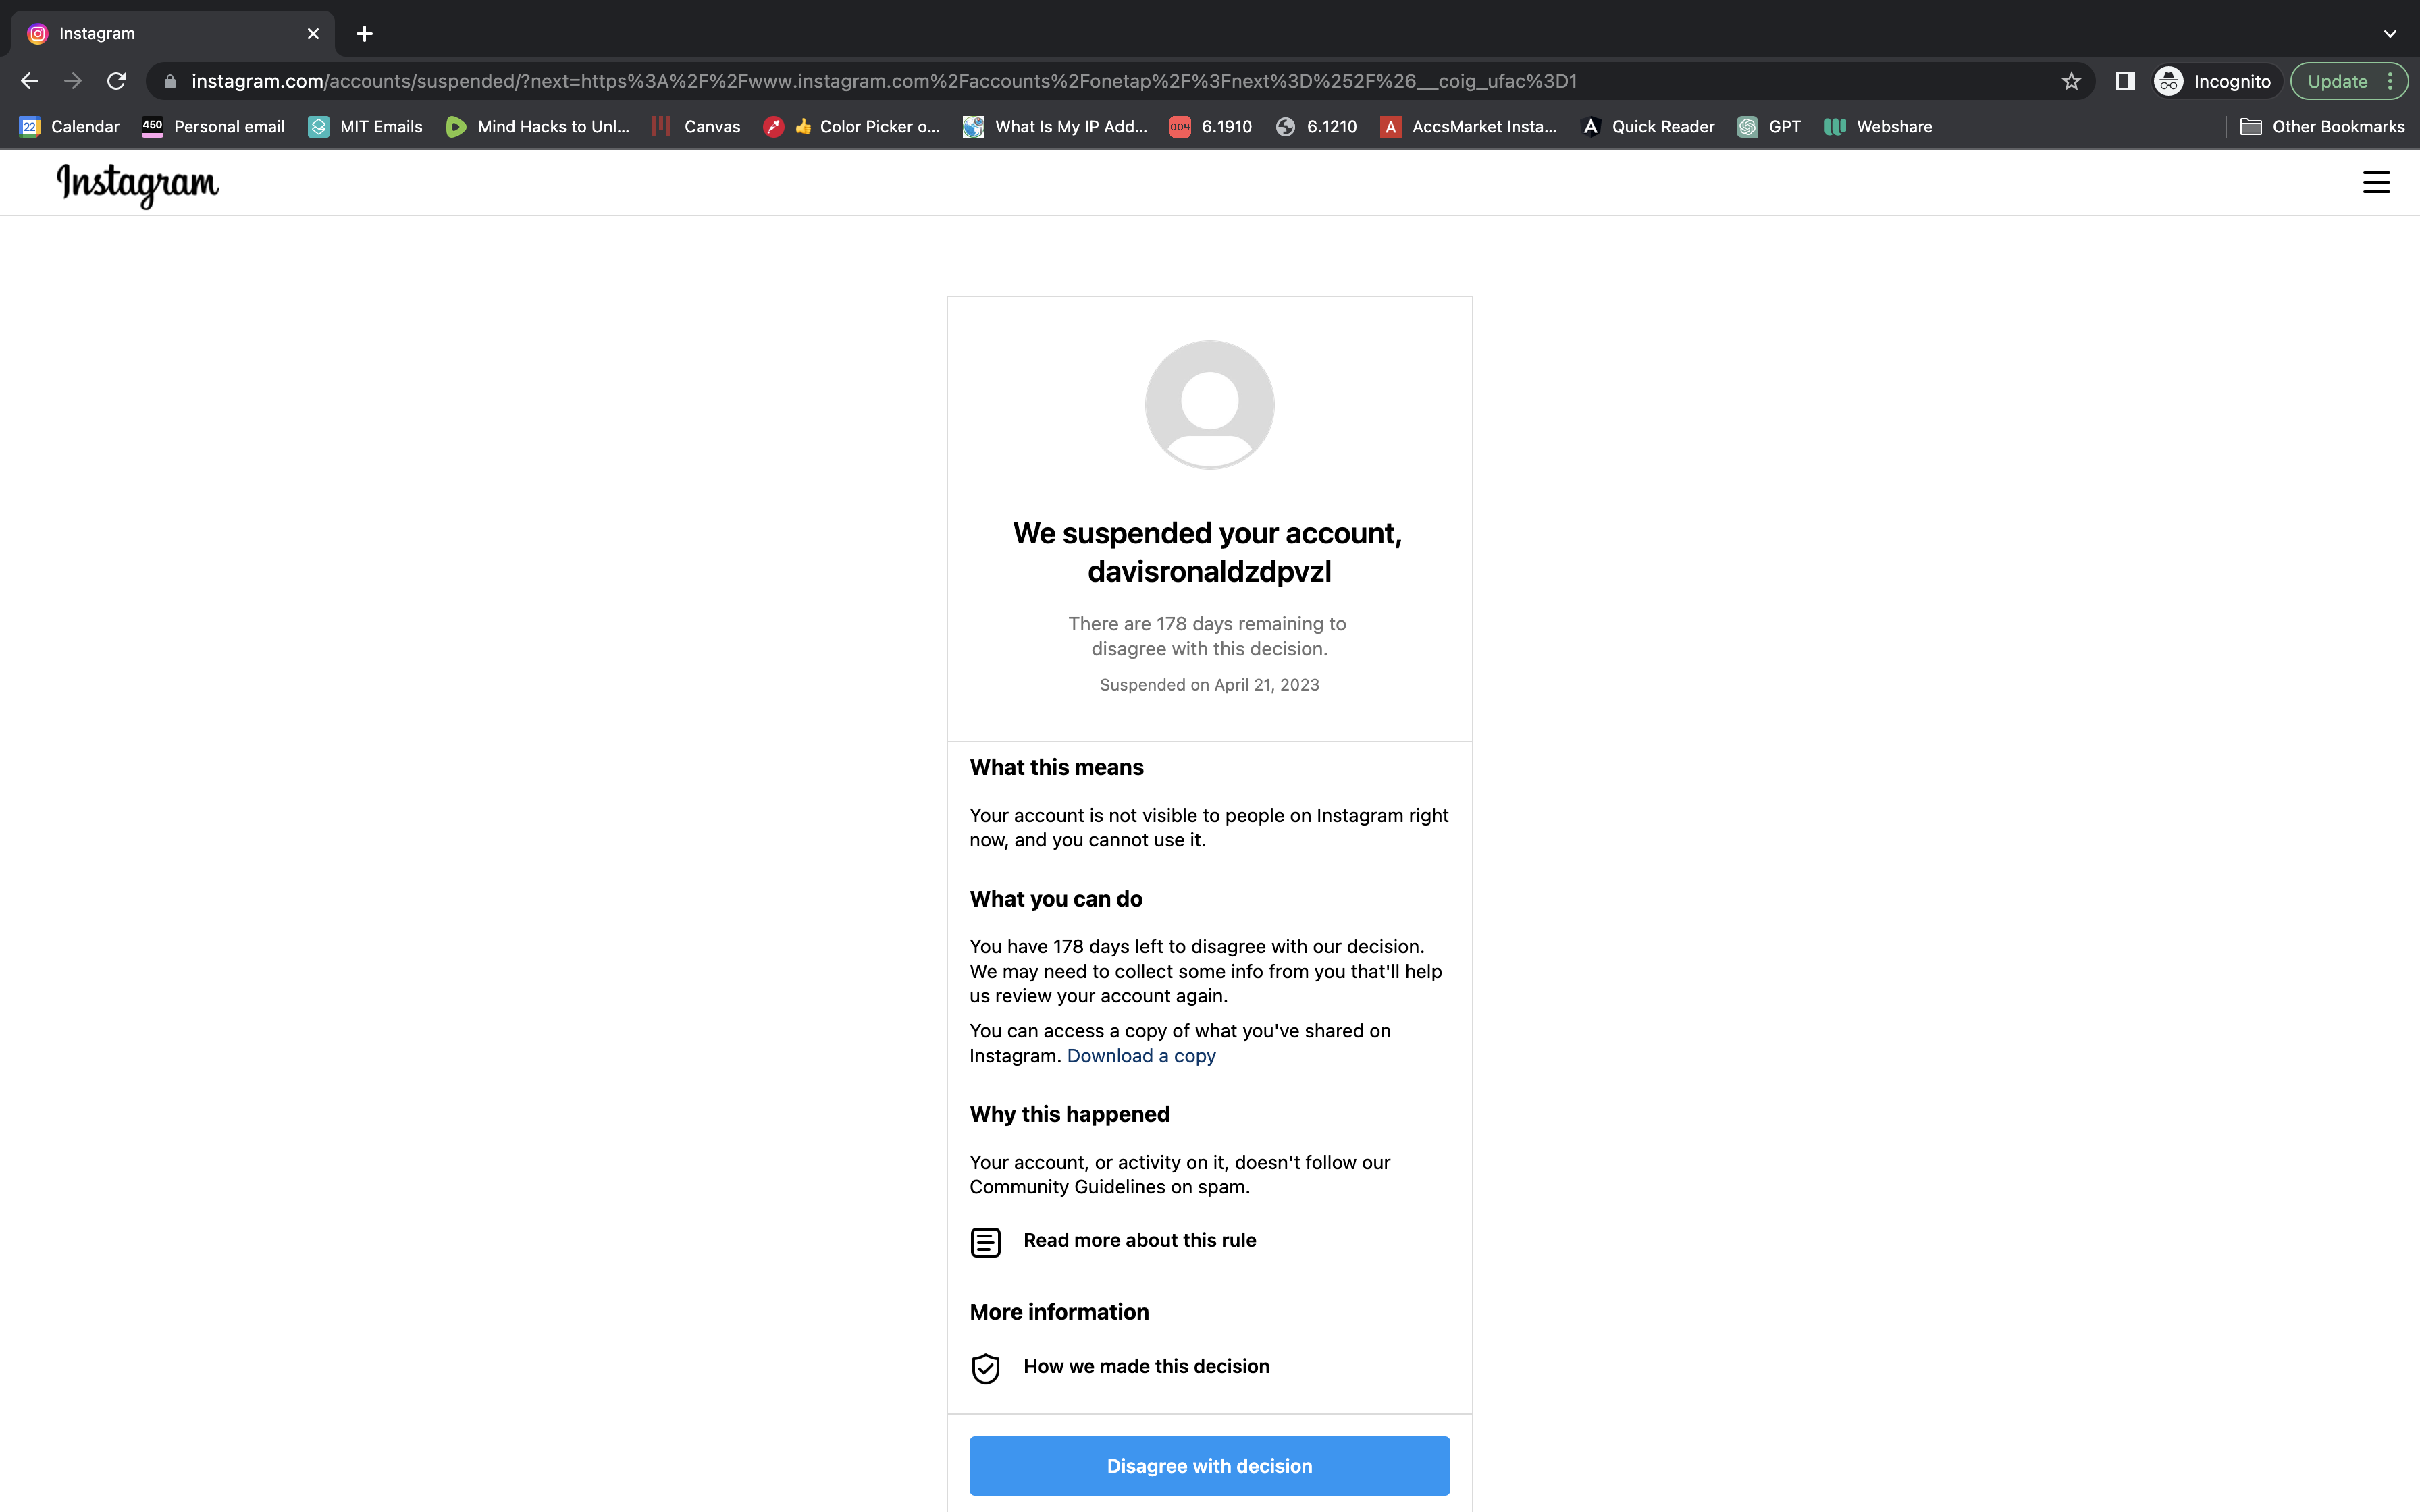 Instagram
instagram.com/accounts/suspended/?next=https%3A%2F%2Fwww.instagram.com%2Faccounts%2Fonetap%2F%3Fnext%3D%252F%26__coig_ufac%3D1
Incognito
Update
22
Calendar
450
Personal email
MIT Emails
Mind Hacks to Unl...
Canvas
👍 Color Picker o...
What Is My IP Add...
004
6.1910
6.1210
A
AccsMarket Insta...
A
Quick Reader
GPT
Webshare
Other Bookmarks
Instagram
We suspended your account,
davisronaldzdpvzl
There are 178 days remaining to
disagree with this decision.
Suspended on April 21, 2023
What this means
Your account is not visible to people on Instagram right
now, and you cannot use it.
What you can do
You have 178 days left to disagree with our decision.
We may need to collect some info from you that'll help
us review your account again.
You can access a copy of what you've shared on
Instagram. Download a copy
Why this happened
Your account, or activity on it, doesn't follow our
Community Guidelines on spam.
Read more about this rule
More information
How we made this decision
Disagree with decision